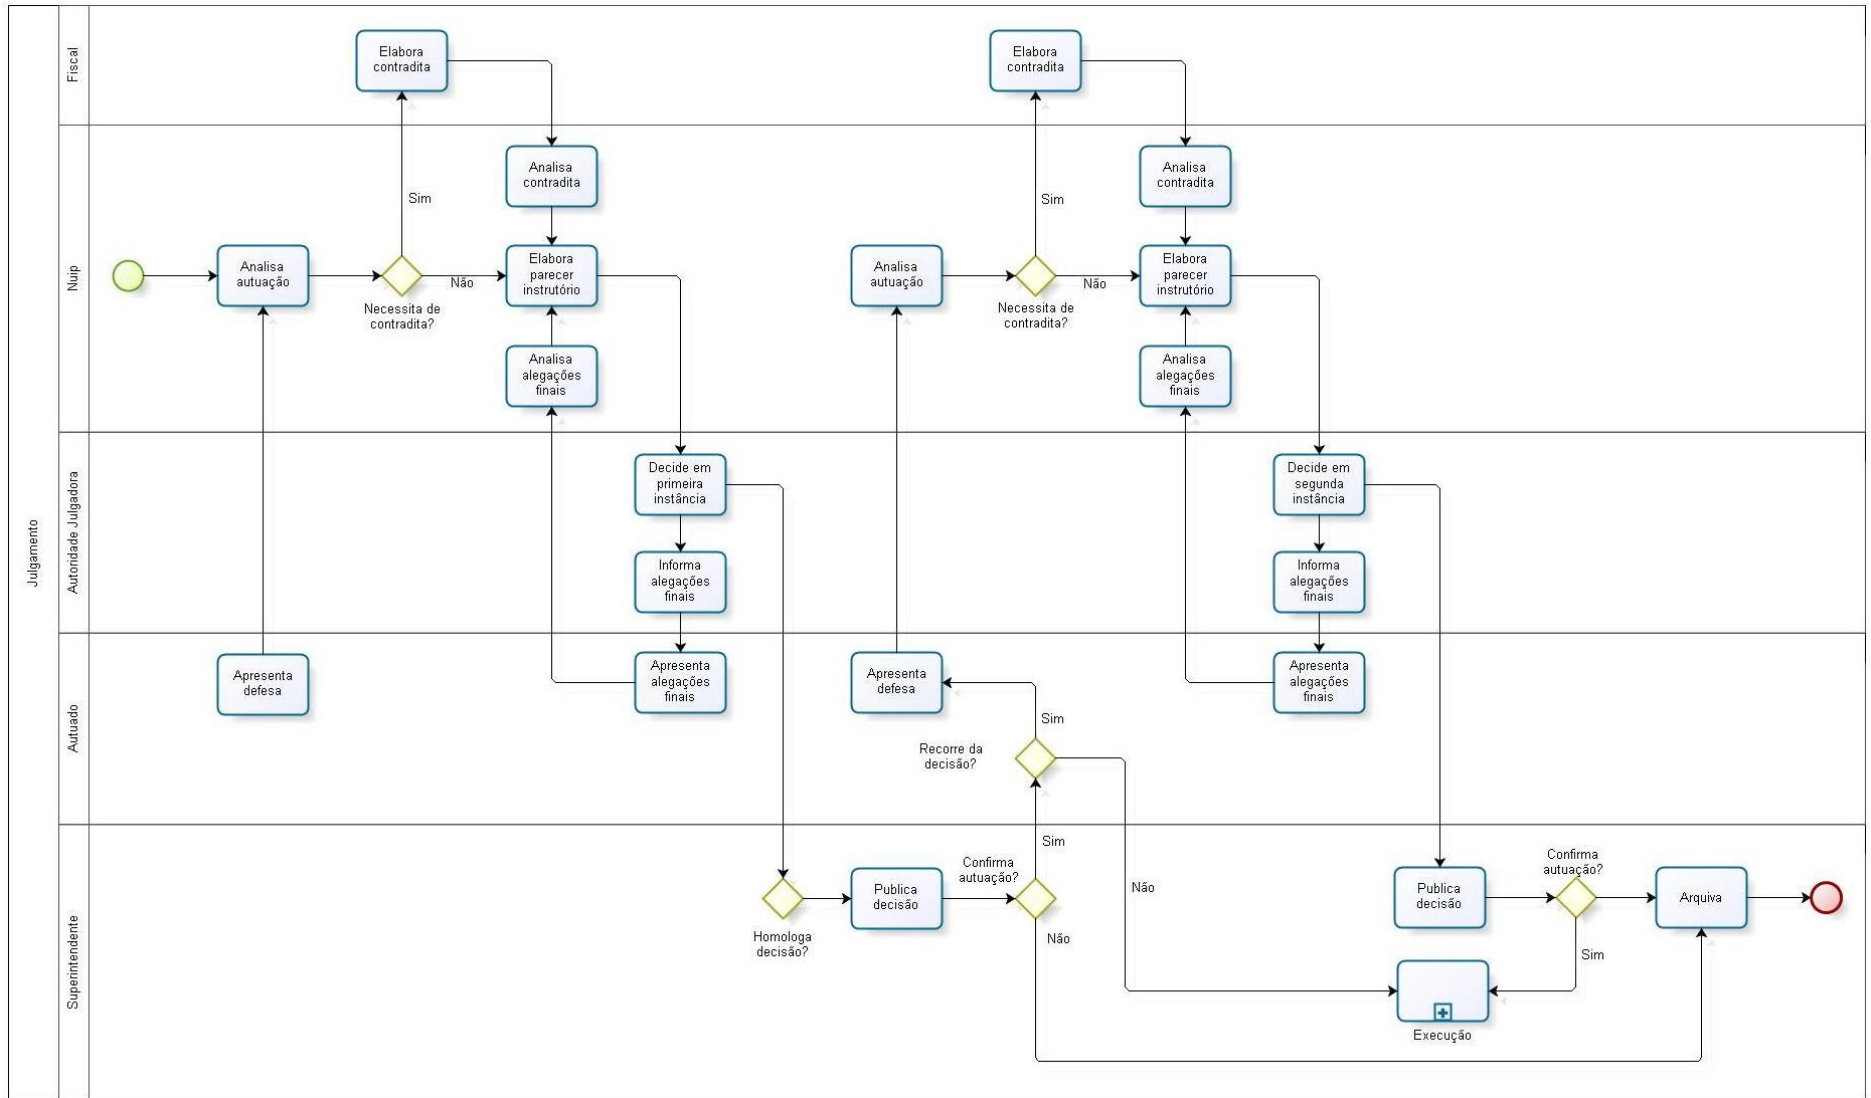 Julgamento
Fiscal
Elabora
contradita
Elabora
contradita
Nuip
Analisa
contradita
Analisa
contradita
Sim
Sim
Analisa
autuação
Não
Necessita de
contradita?
Elabora
parecer
instrutório
Analisa
autuação
Não
Necessita de
contradita?
Elabora
parecer
instrutório
Analisa
alegações
finais
Analisa
alegações
finais
Autoridade Julgadora
Decide em
primeira
instância
Decide em
segunda
instância
Informa
alegações
finais
Informa
alegações
finais
Autuado
Apresenta
defesa
Apresenta
alegações
finais
Apresenta
defesa
Apresenta
alegações
finais
Sim
Recorre da
decisão?
Superintendente
Sim
Não
Homologa
decisão?
Publica
decisão
Confirma
autuação?
Não
Publica
decisão
Confirma
autuação?
Arquiva
Sim
Execução